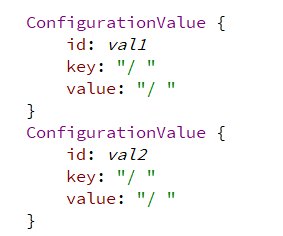 ConfigurationValue {
    id: val1
    key: "/ "
    value: "/ "
}
ConfigurationValue {
    id: val2
    key: "/ "
    value: "/ "
}